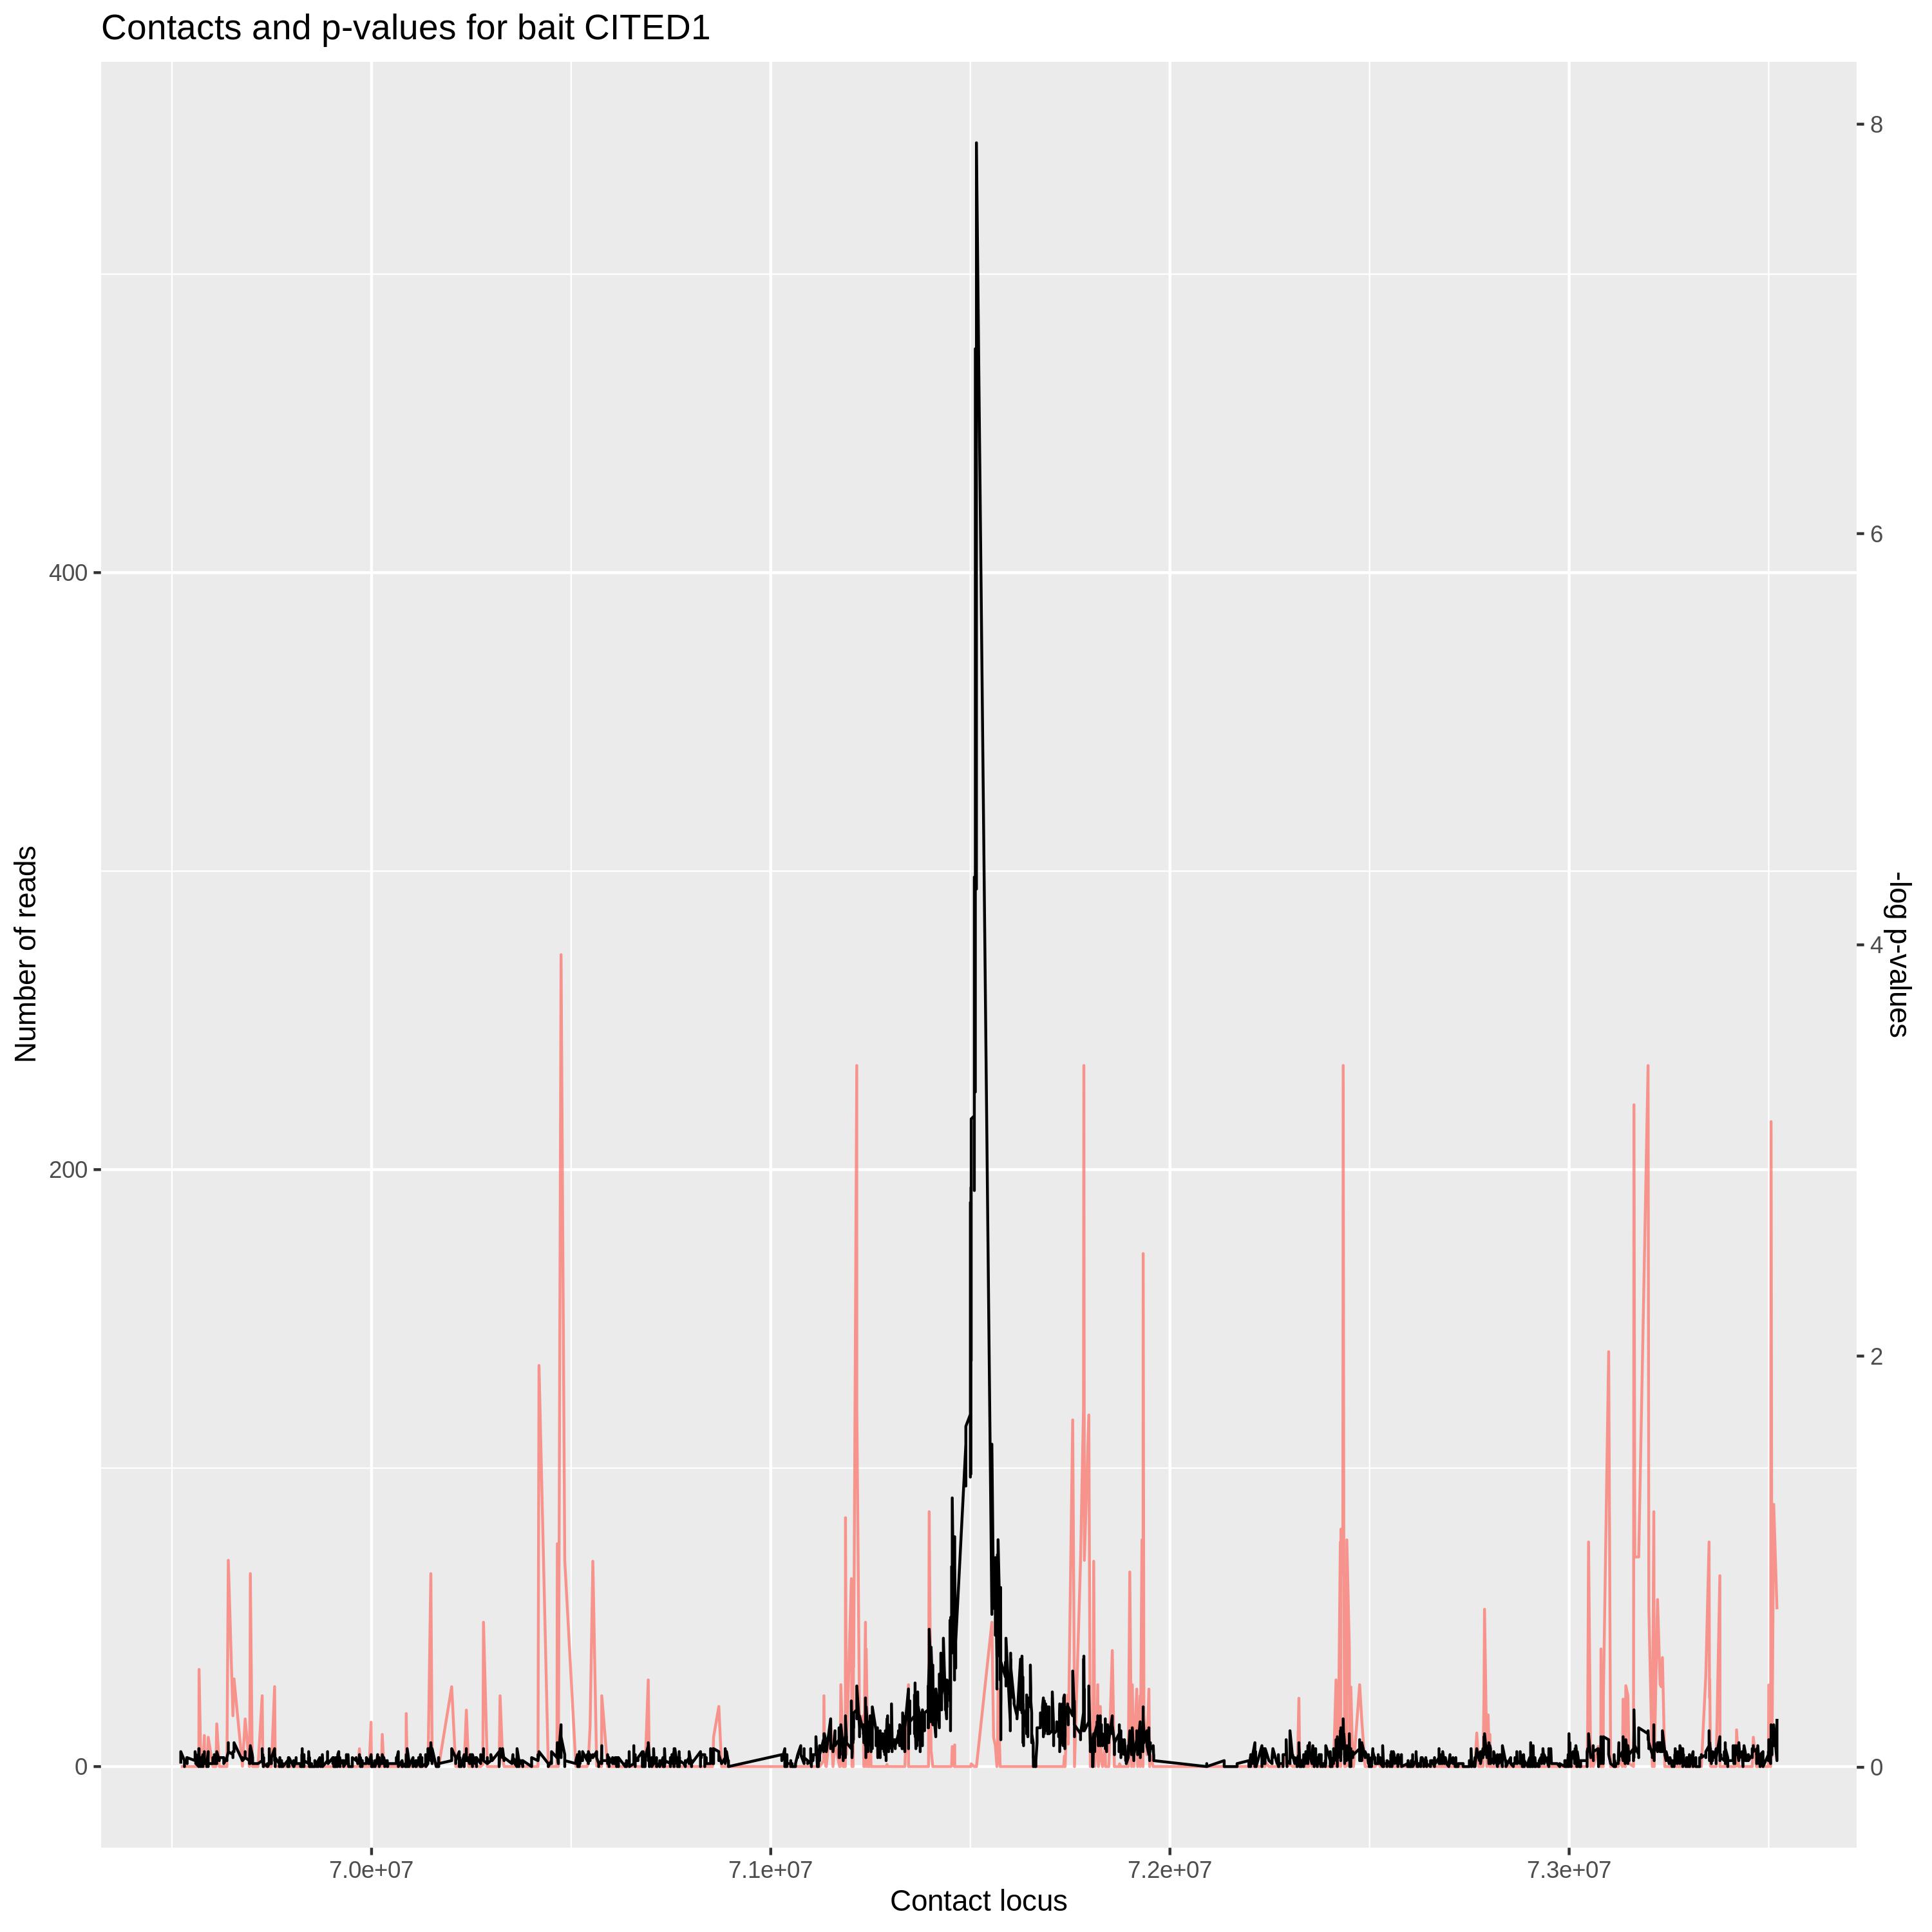 Contacts and p-values for bait CITED1
Number of reads
400
200
0
8
6
4
2
0
-log p-values
7.0e+07
7.1e+07
7.2e+07
7.3e+07
Contact locus